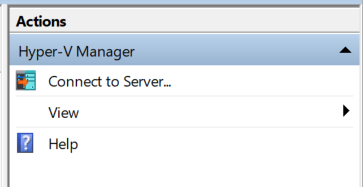 Actions
Hyper-V Manager
Connect to Server...
View
Help